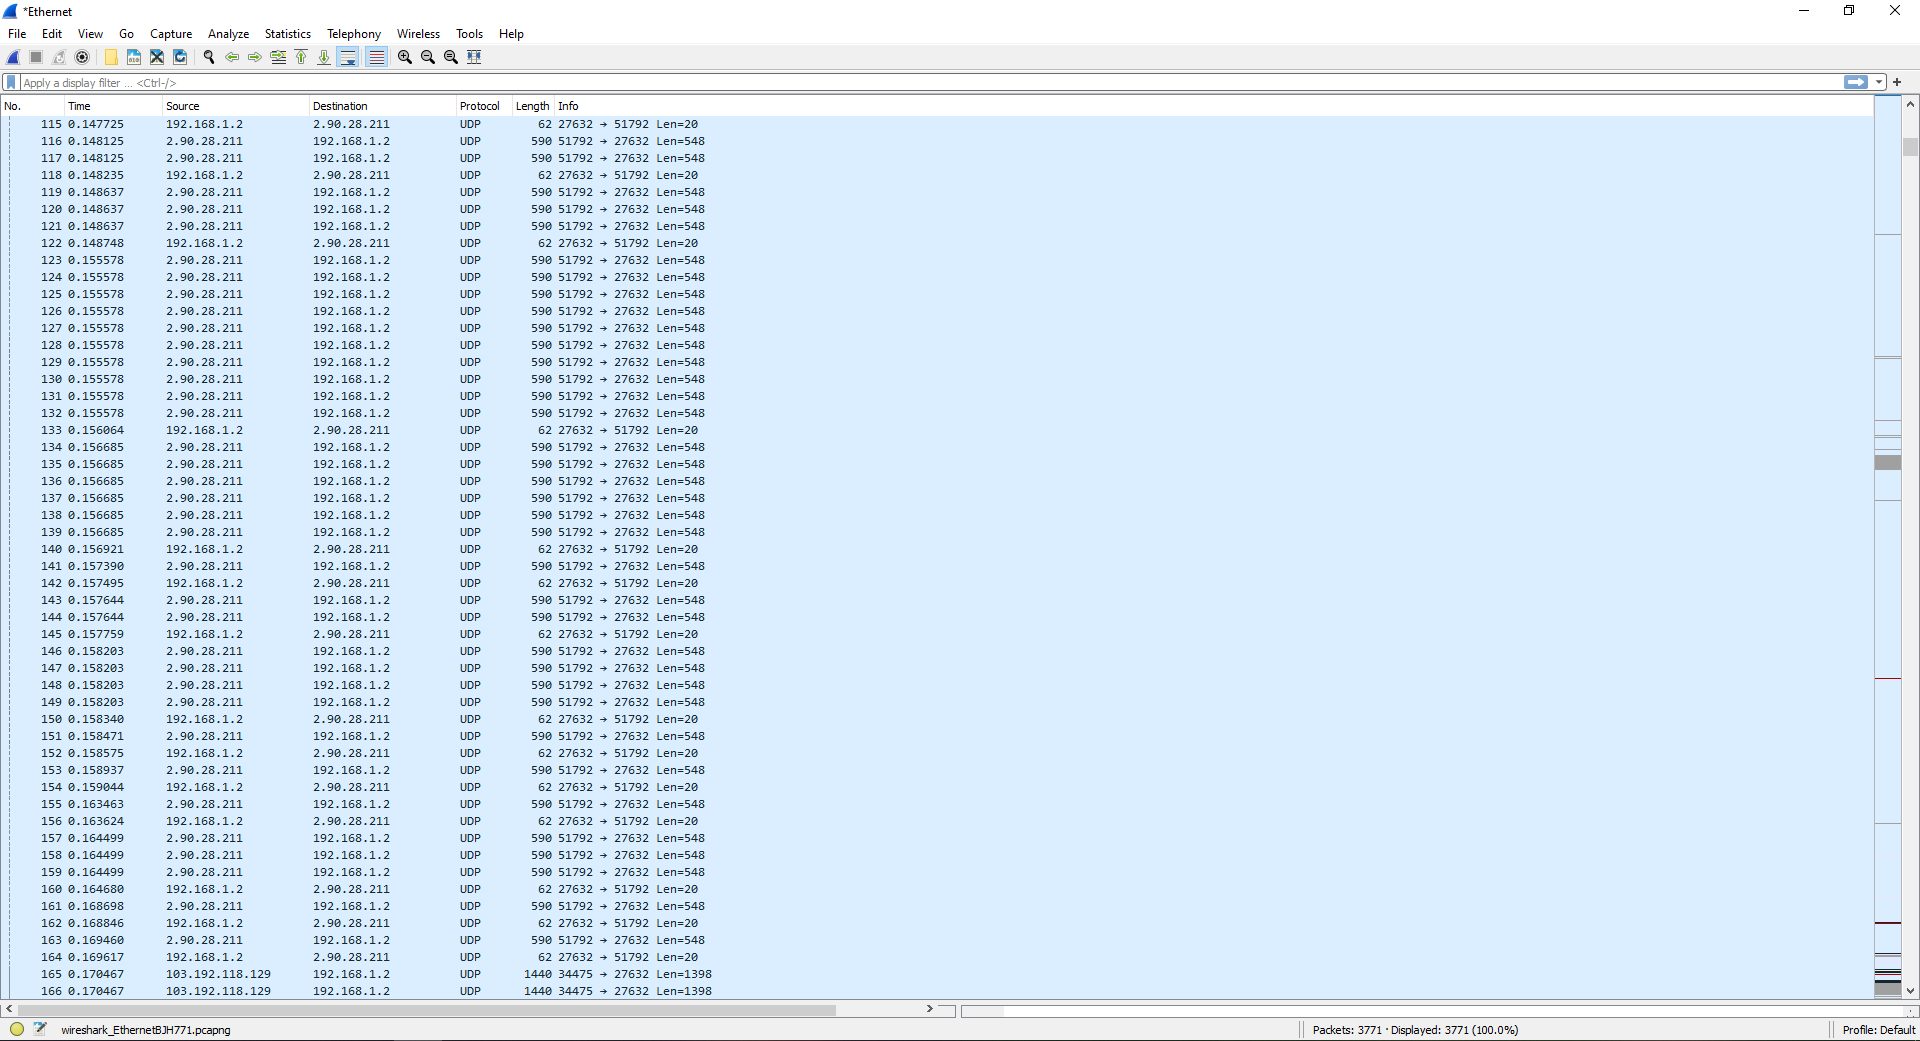 *Ethernet
File Edit View Go Capture Analyze Statistics Telephony Wireless Tools Help
Apply a display filter ... <Ctrl-/>
No. Time Source Destination Protocol Length Info
115 0.147725 192.168.1.2 2.90.28.211 UDP 62 27632 → 51792 Len=20
116 0.148125 2.90.28.211 192.168.1.2 UDP 590 51792 → 27632 Len=548
117 0.148125 2.90.28.211 192.168.1.2 UDP 590 51792 → 27632 Len=548
118 0.148235 192.168.1.2 2.90.28.211 UDP 62 27632 → 51792 Len=20
119 0.148637 2.90.28.211 192.168.1.2 UDP 590 51792 → 27632 Len=548
120 0.148637 2.90.28.211 192.168.1.2 UDP 590 51792 → 27632 Len=548
121 0.148637 2.90.28.211 192.168.1.2 UDP 590 51792 → 27632 Len=548
122 0.148748 192.168.1.2 2.90.28.211 UDP 62 27632 → 51792 Len=20
123 0.155578 2.90.28.211 192.168.1.2 UDP 590 51792 → 27632 Len=548
124 0.155578 2.90.28.211 192.168.1.2 UDP 590 51792 → 27632 Len=548
125 0.155578 2.90.28.211 192.168.1.2 UDP 590 51792 → 27632 Len=548
126 0.155578 2.90.28.211 192.168.1.2 UDP 590 51792 → 27632 Len=548
127 0.155578 2.90.28.211 192.168.1.2 UDP 590 51792 → 27632 Len=548
128 0.155578 2.90.28.211 192.168.1.2 UDP 590 51792 → 27632 Len=548
129 0.155578 2.90.28.211 192.168.1.2 UDP 590 51792 → 27632 Len=548
130 0.155578 2.90.28.211 192.168.1.2 UDP 590 51792 → 27632 Len=548
131 0.155578 2.90.28.211 192.168.1.2 UDP 590 51792 → 27632 Len=548
132 0.155578 2.90.28.211 192.168.1.2 UDP 590 51792 → 27632 Len=548
133 0.156064 192.168.1.2 2.90.28.211 UDP 62 27632 → 51792 Len=20
134 0.156685 2.90.28.211 192.168.1.2 UDP 590 51792 → 27632 Len=548
135 0.156685 2.90.28.211 192.168.1.2 UDP 590 51792 → 27632 Len=548
136 0.156685 2.90.28.211 192.168.1.2 UDP 590 51792 → 27632 Len=548
137 0.156685 2.90.28.211 192.168.1.2 UDP 590 51792 → 27632 Len=548
138 0.156685 2.90.28.211 192.168.1.2 UDP 590 51792 → 27632 Len=548
139 0.156685 2.90.28.211 192.168.1.2 UDP 590 51792 → 27632 Len=548
140 0.156921 192.168.1.2 2.90.28.211 UDP 62 27632 → 51792 Len=20
141 0.157390 2.90.28.211 192.168.1.2 UDP 590 51792 → 27632 Len=548
142 0.157495 192.168.1.2 2.90.28.211 UDP 62 27632 → 51792 Len=20
143 0.157644 2.90.28.211 192.168.1.2 UDP 590 51792 → 27632 Len=548
144 0.157644 2.90.28.211 192.168.1.2 UDP 590 51792 → 27632 Len=548
145 0.157759 192.168.1.2 2.90.28.211 UDP 62 27632 → 51792 Len=20
146 0.158203 2.90.28.211 192.168.1.2 UDP 590 51792 → 27632 Len=548
147 0.158203 2.90.28.211 192.168.1.2 UDP 590 51792 → 27632 Len=548
148 0.158203 2.90.28.211 192.168.1.2 UDP 590 51792 → 27632 Len=548
149 0.158203 2.90.28.211 192.168.1.2 UDP 590 51792 → 27632 Len=548
150 0.158340 192.168.1.2 2.90.28.211 UDP 62 27632 → 51792 Len=20
151 0.158471 2.90.28.211 192.168.1.2 UDP 590 51792 → 27632 Len=548
152 0.158575 192.168.1.2 2.90.28.211 UDP 62 27632 → 51792 Len=20
153 0.158937 2.90.28.211 192.168.1.2 UDP 590 51792 → 27632 Len=548
154 0.159044 192.168.1.2 2.90.28.211 UDP 62 27632 → 51792 Len=20
155 0.163463 2.90.28.211 192.168.1.2 UDP 590 51792 → 27632 Len=548
156 0.163624 192.168.1.2 2.90.28.211 UDP 62 27632 → 51792 Len=20
157 0.164499 2.90.28.211 192.168.1.2 UDP 590 51792 → 27632 Len=548
158 0.164499 2.90.28.211 192.168.1.2 UDP 590 51792 → 27632 Len=548
159 0.164499 2.90.28.211 192.168.1.2 UDP 590 51792 → 27632 Len=548
160 0.164680 192.168.1.2 2.90.28.211 UDP 62 27632 → 51792 Len=20
161 0.168698 2.90.28.211 192.168.1.2 UDP 590 51792 → 27632 Len=548
162 0.168846 192.168.1.2 2.90.28.211 UDP 62 27632 → 51792 Len=20
163 0.169460 2.90.28.211 192.168.1.2 UDP 590 51792 → 27632 Len=548
164 0.169617 192.168.1.2 2.90.28.211 UDP 62 27632 → 51792 Len=20
165 0.170467 103.192.118.129 192.168.1.2 UDP 1440 34475 → 27632 Len=1398
166 0.170467 103.192.118.129 192.168.1.2 UDP 1440 34475 → 27632 Len=1398
wireshark_EthernetBJH771.pcapng Packets: 3771 · Displayed: 3771 (100.0%) Profile: Default